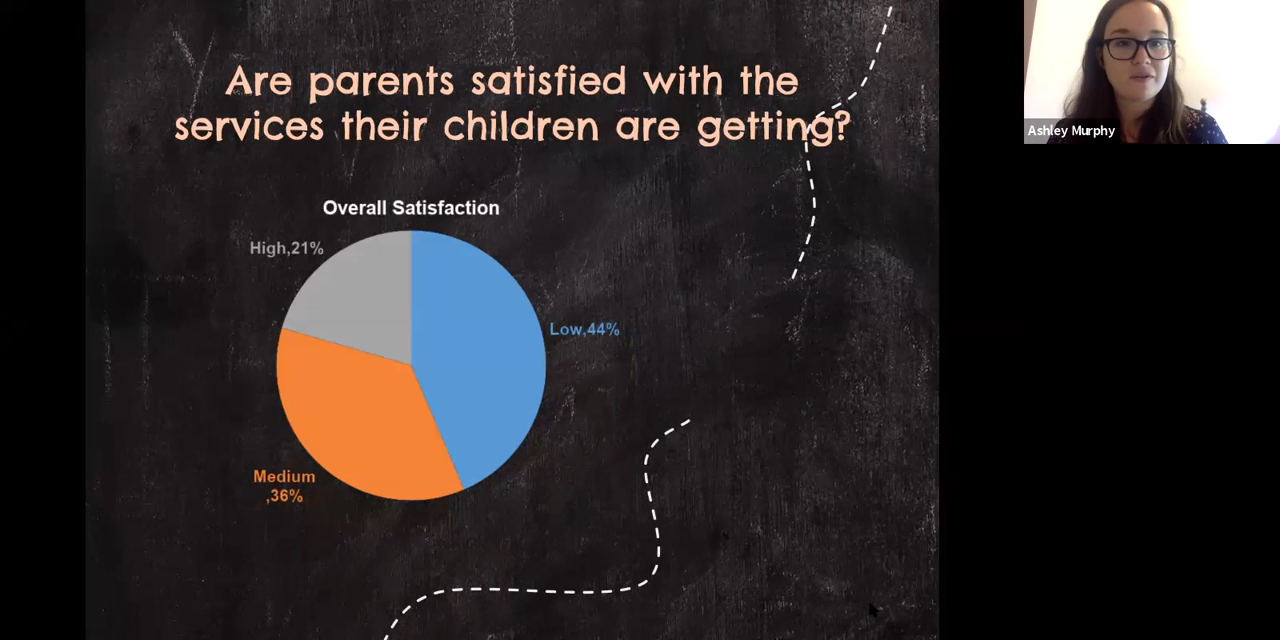 Are parents satisfied with the
services their children are getting?
Overall Satisfaction
High,21%
Low,44%
Medium
,36%
Ashley Murphy